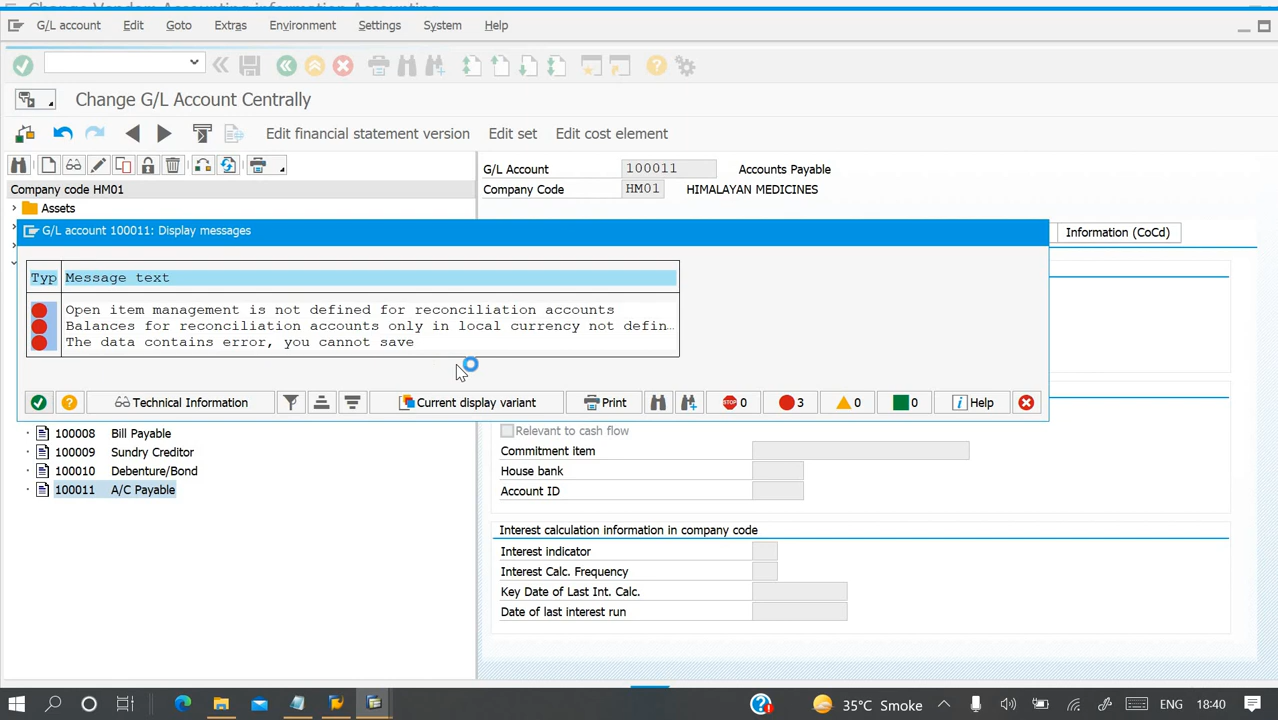 G/L account Edit Goto Extras Environment Settings System Help
Change G/L Account Centrally
Edit financial statement version Edit set Edit cost element
G/L Account 100011 Accounts Payable
Company code HM01
Company Code HM01 HIMALAYAN MEDICINES
Assets
Information (CoCd)
G/L account 100011: Display messages
Typ Message text
Open item management is not defined for reconciliation accounts
Balances for reconciliation accounts only in local currency not defin…
The data contains error, you cannot save
Technical Information Current display variant Print STOP 0 3 0 0 Help
100008 Bill Payable
100009 Sundry Creditor
100010 Debenture/Bond
100011 A/C Payable
Relevant to cash flow
Commitment item
House bank
Account ID
Interest calculation information in company code
Interest indicator
Interest Calc. Frequency
Key Date of Last Int. Calc.
Date of last interest run
35°C Smoke ENG 18:40